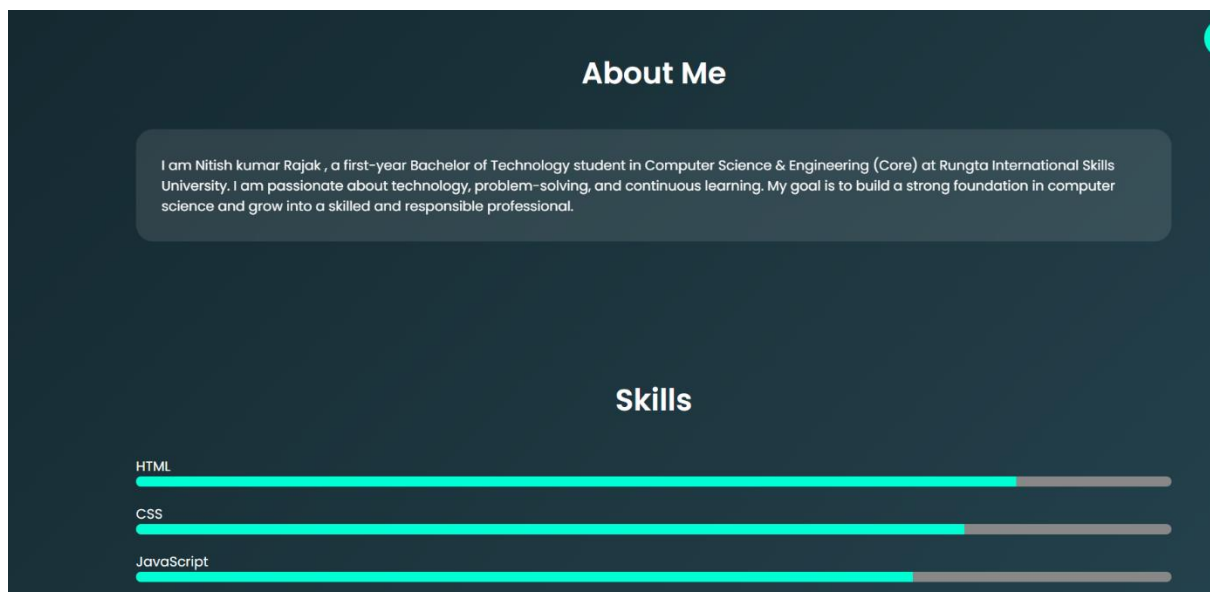 About Me
I am Nitish kumar Rajak , a first-year Bachelor of Technology student in Computer Science & Engineering (Core) at Rungta International Skills
University. I am passionate about technology, problem-solving, and continuous learning. My goal is to build a strong foundation in computer
science and grow into a skilled and responsible professional.
Skills
HTML
CSS
JavaScript